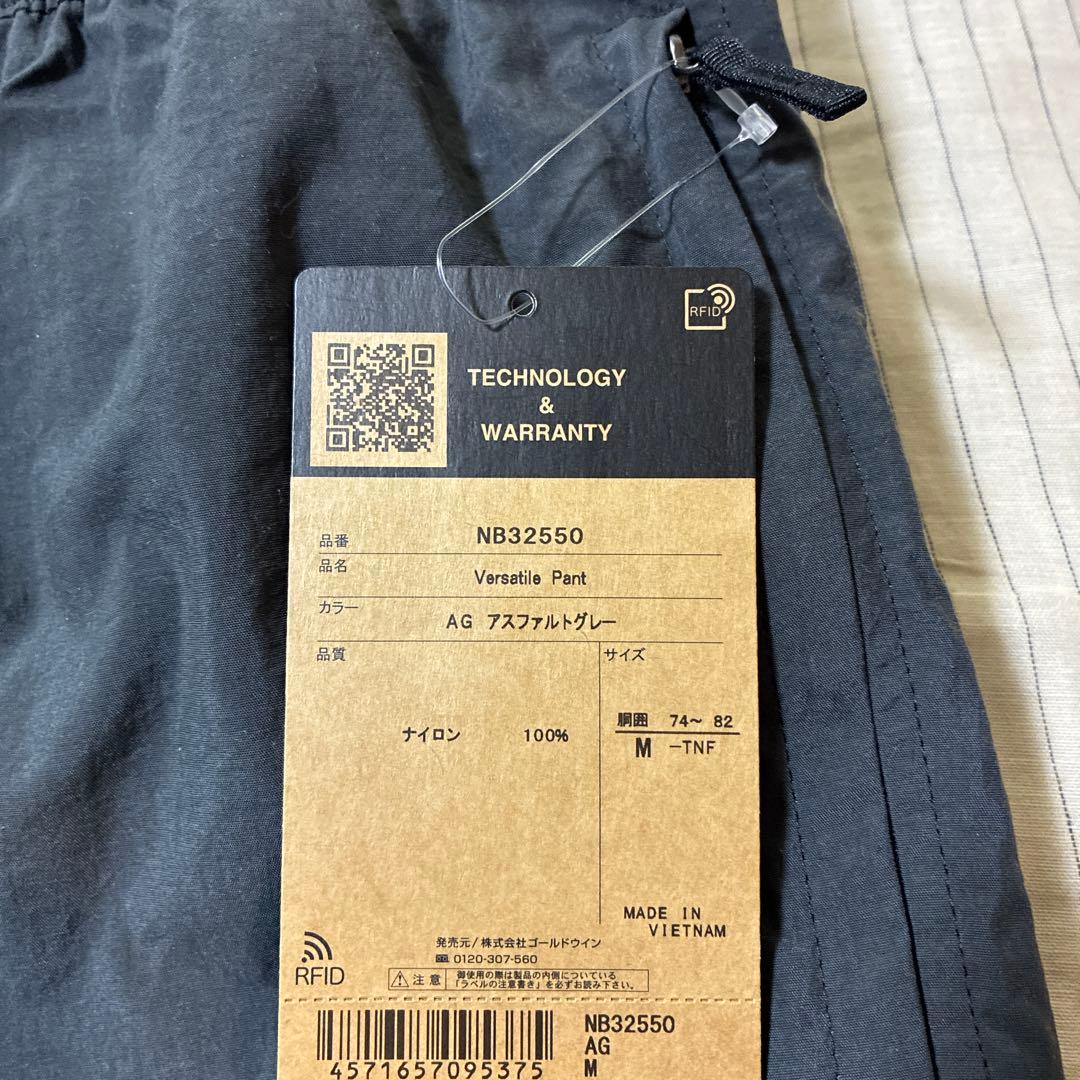 RFID
TECHNOLOGY
&
WARRANTY
品番 NB32550
品名 Versatile Pant
カラー AG アスファルトグレー
品質 サイズ
ナイロン 100%
胴囲 74～ 82
M -TNF
MADE IN
VIETNAM
RFID
発売元/株式会社ゴールドウイン
0120-307-560
注意 御使用の際は製品の内側についている
「ラベルの注意書き」を必ずお読み下さい。
4571657095375
NB32550
AG
M